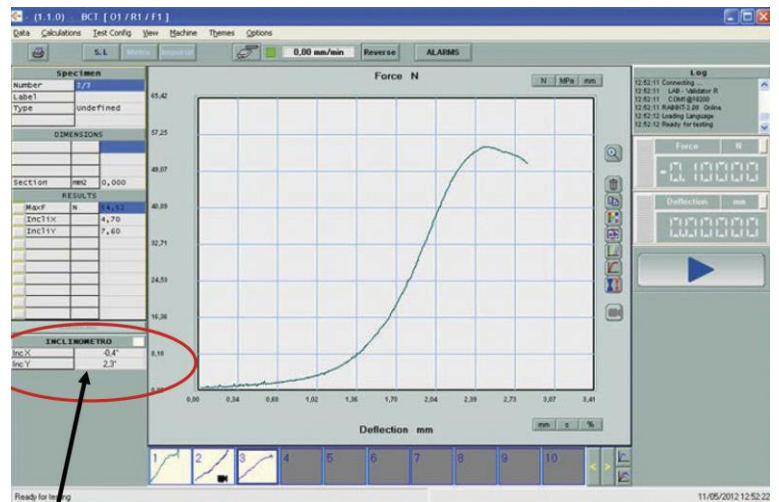 (1.1.0) - BCT [ O1 / R1 / F1 ]
Data Calculations Test Config View Machine Themes Options
S.L Metric Imperial 0,00 mm/min Reverse ALARMS
Specimen
Number 7/7
Label
Type Undefined
DIMENSIONS
Section mm2 0,000
RESULTS
MaxF N
IncliX 4,70
IncliY 7,60
INCLINOMETRO
Inc X -0,4°
Inc Y 2,3°
Force N
N MPa mm
65,42
57,25
49,07
40,89
32,71
24,53
16,36
8,18
0,00 0,34 0,68 1,02 1,36 1,70 2,04 2,39 2,73 3,07 3,41
Deflection mm
mm s %
1 2 3 4 5 6 7 8 9 10
< >
Log
12:52:11 Connecting ...
12:52:11 LAB - Validator R
12:52:11 COM1@19200
12:52:11 RABBIT-2.00 Online
12:52:12 Loading Language
12:52:12 Ready for testing
Force N
-0.10000
Deflection mm
Ready for testing
11/05/2012 12:52:22